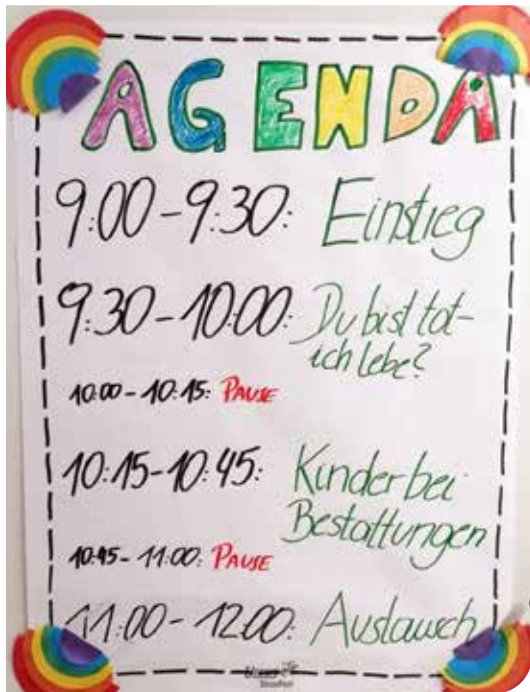 AGENDA
9:00-9:30: Einstieg
9:30-10:00: Du bist tot-
ich lebe?
10:00-10:15: PAUSE
10:15-10:45: Kinder bei
Bestattungen
10:45-11:00: PAUSE
11:00-12:00: Austausch